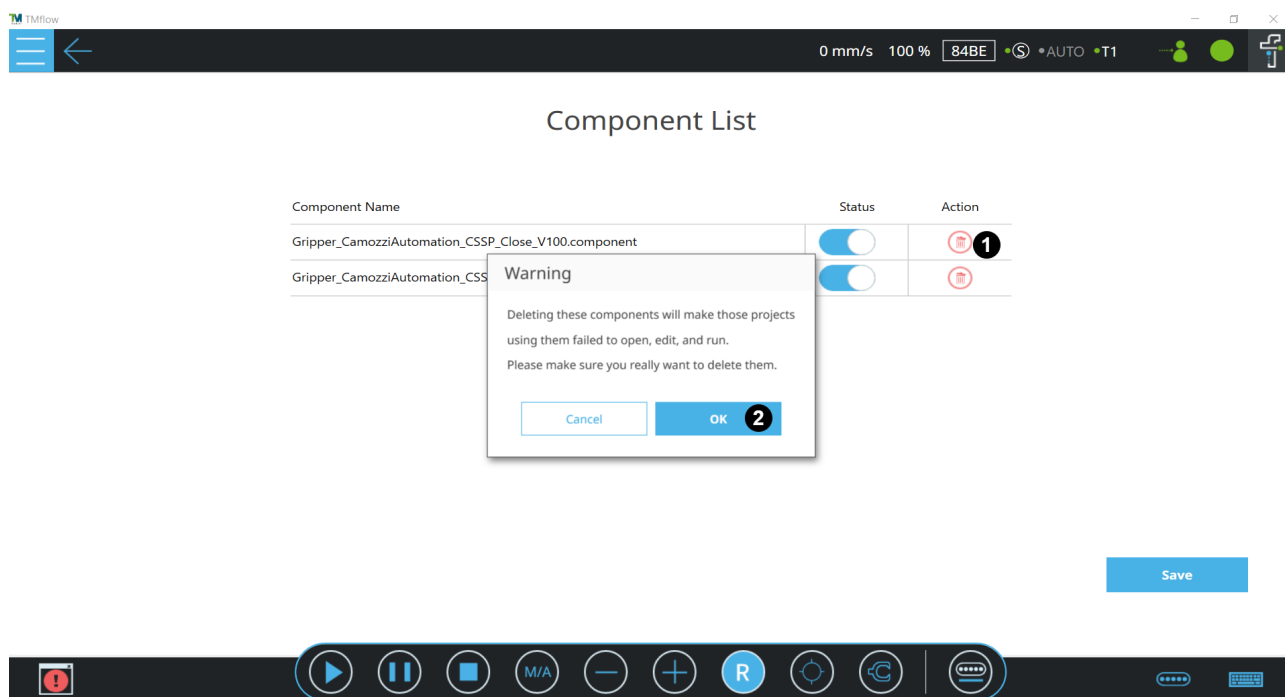 TM TMflow
0 mm/s 100 % 84BE S AUTO T1
Component List
Component Name Status Action
Gripper_CamozziAutomation_CSSP_Close_V100.component 1
Gripper_CamozziAutomation_CSS
Warning
Deleting these components will make those projects
using them failed to open, edit, and run.
Please make sure you really want to delete them.
Cancel OK 2
Save
M/A R